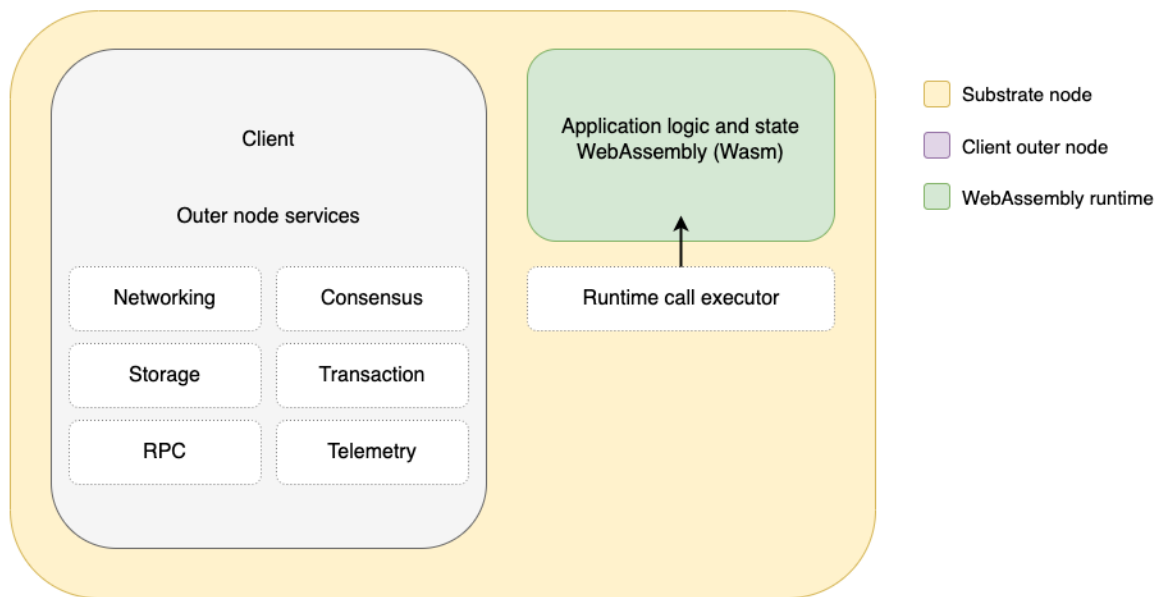 Client
Outer node services
Networking
Consensus
Storage
Transaction
RPC
Telemetry
Application logic and state
WebAssembly (Wasm)
Runtime call executor
Substrate node
Client outer node
WebAssembly runtime